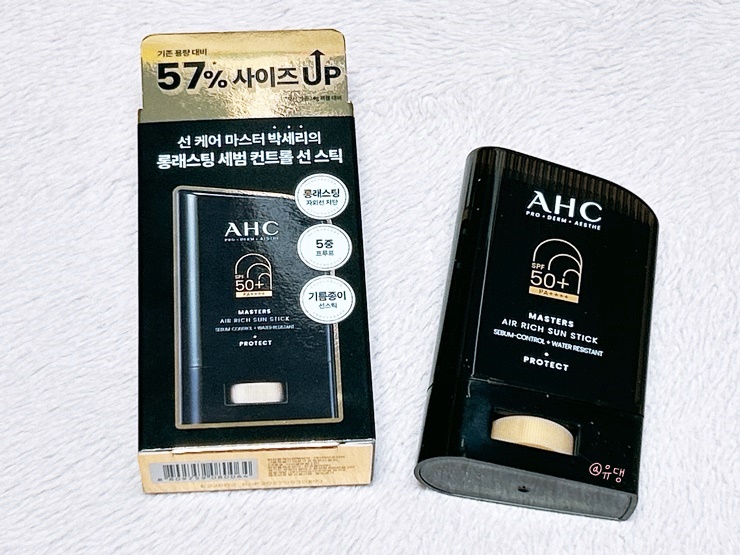 기존 용량 대비
57% 사이즈 UP
선 케어 마스터 박세리의
롱래스팅 세범 컨트롤 선 스틱
롱래스팅
자외선 차단
5중
프루프
기름종이
선스틱
AHC
PRO • DERM • AESTHE
SPF
50+
PA++++
MASTERS
AIR RICH SUN STICK
SEBUM-CONTROL + WATER RESISTANT
+
PROTECT
AHC
PRO • DERM • AESTHE
SPF
50+
PA++++
MASTERS
AIR RICH SUN STICK
SEBUM-CONTROL + WATER RESISTANT
+
PROTECT
@유댕